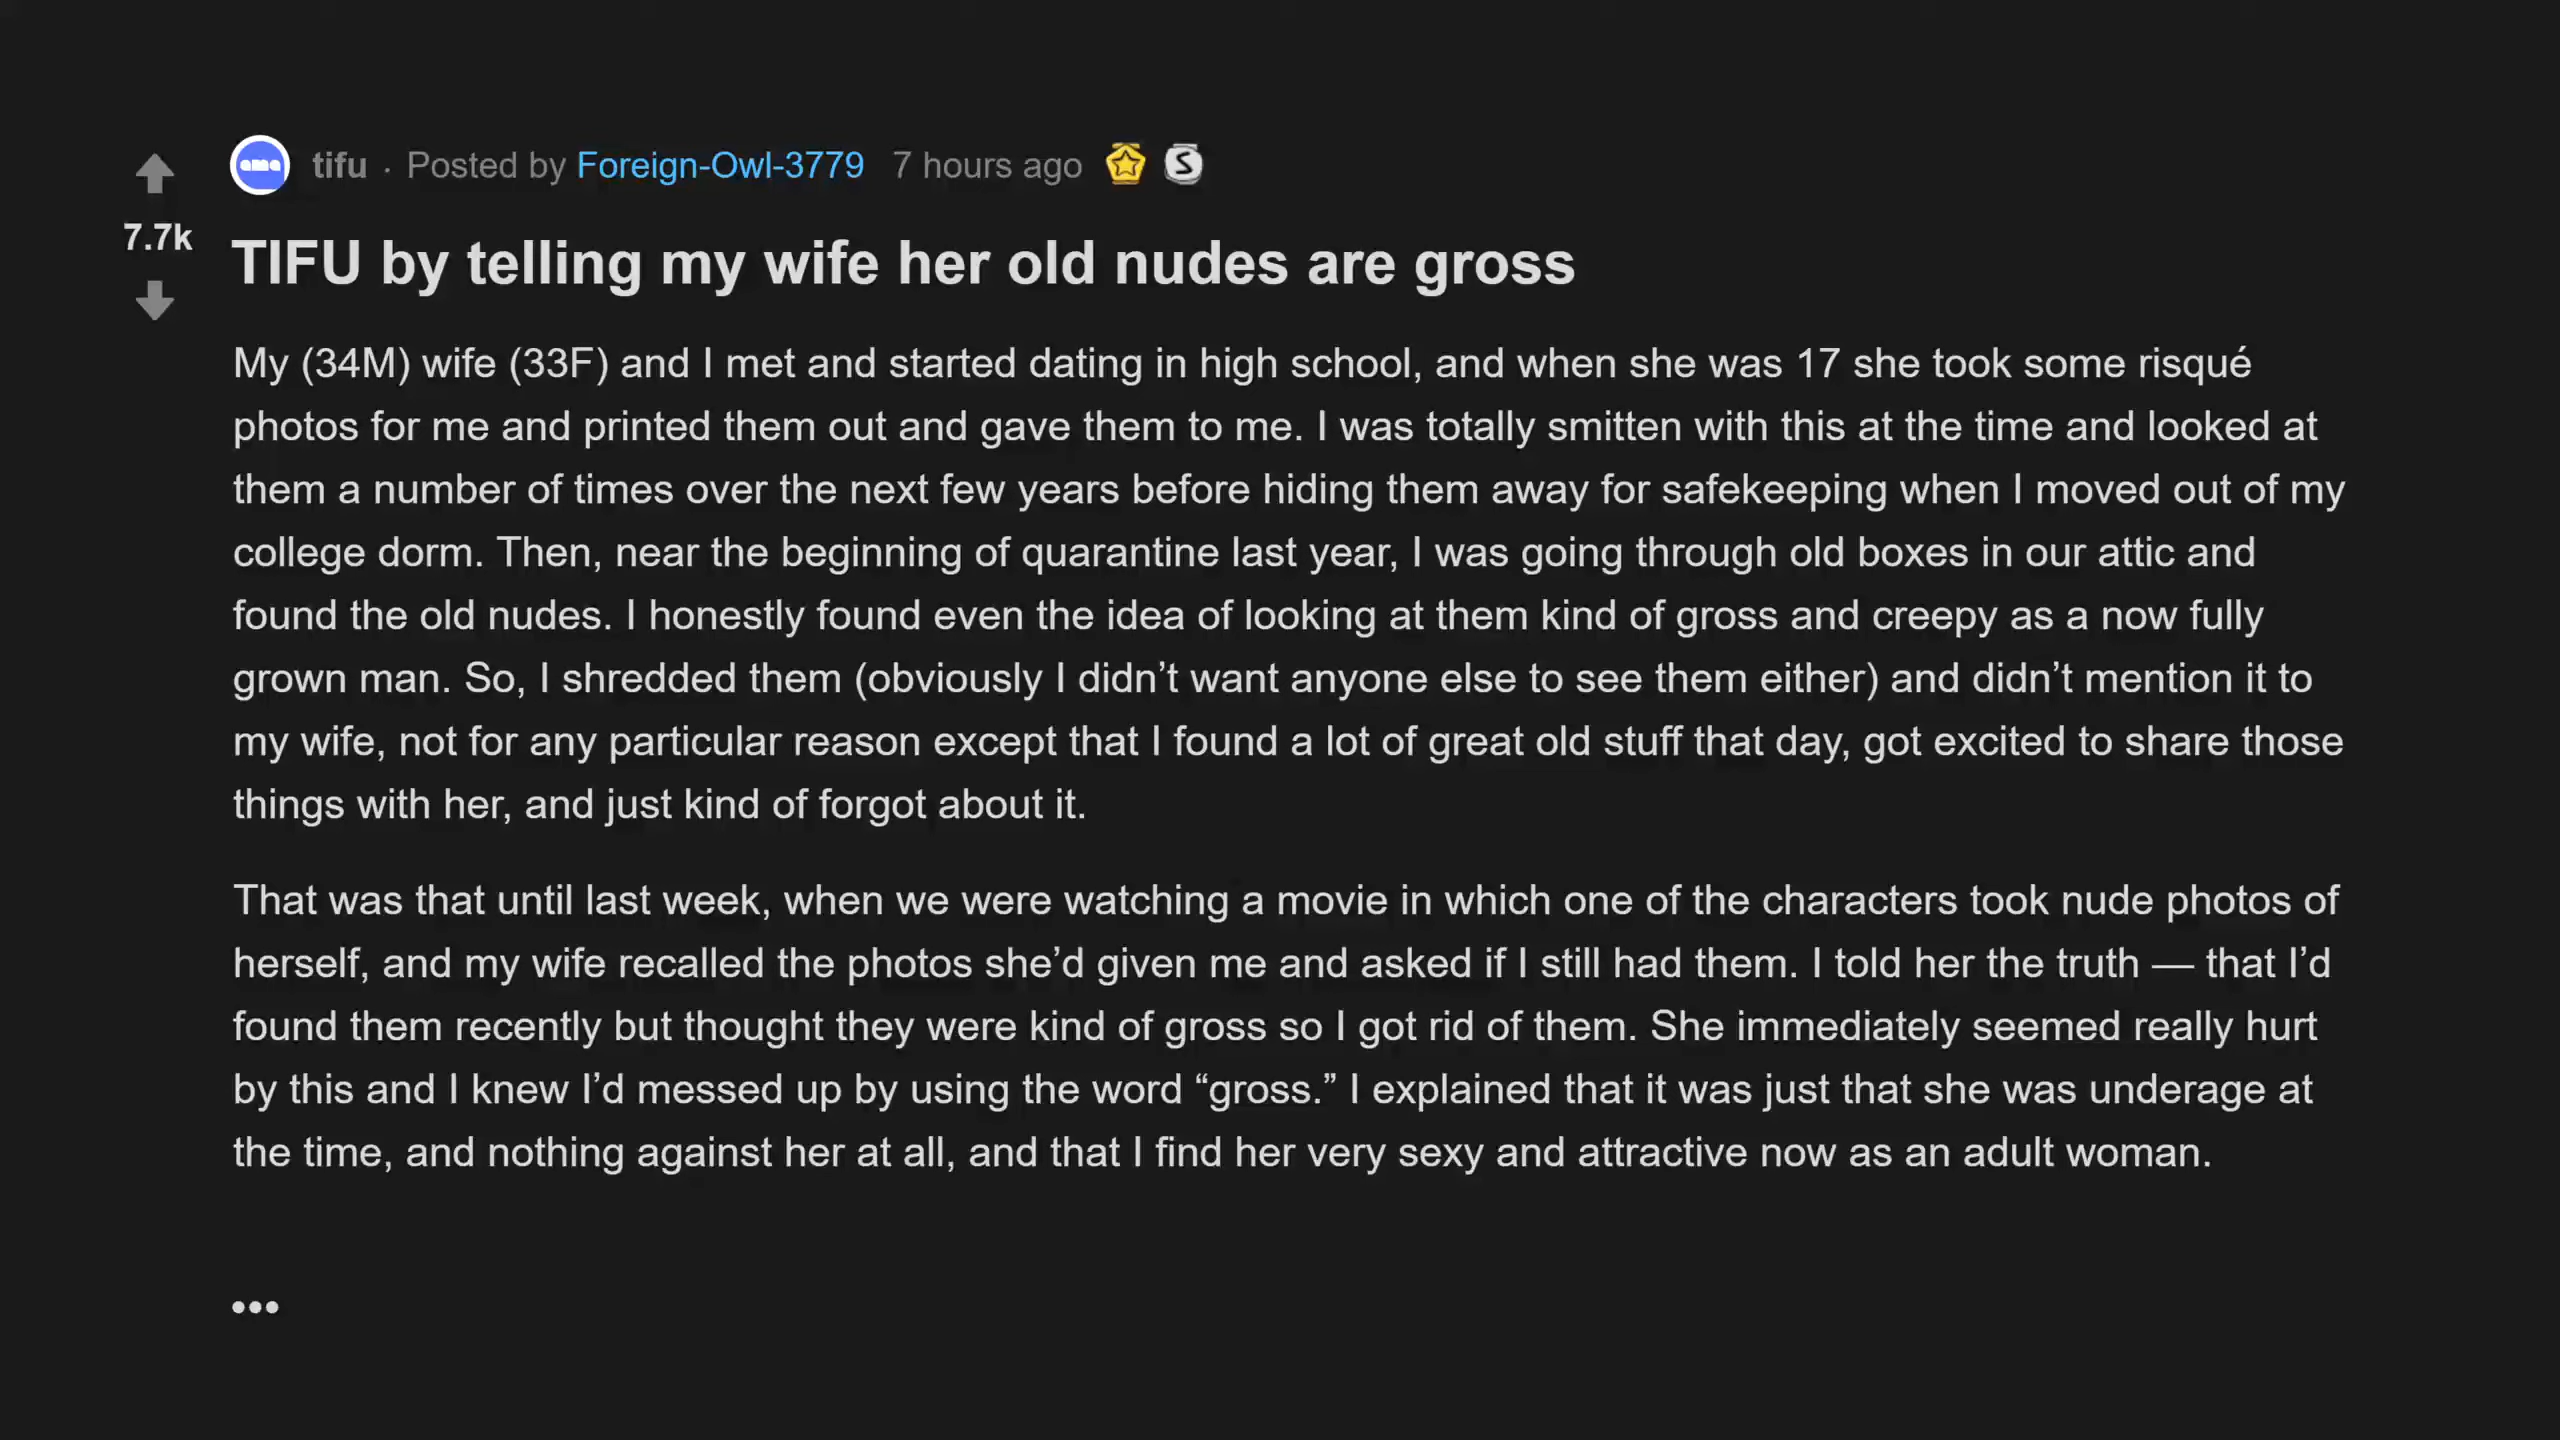 tifu · Posted by Foreign-Owl-3779 7 hours ago
7.7k
TIFU by telling my wife her old nudes are gross
My (34M) wife (33F) and I met and started dating in high school, and when she was 17 she took some risqué
photos for me and printed them out and gave them to me. I was totally smitten with this at the time and looked at
them a number of times over the next few years before hiding them away for safekeeping when I moved out of my
college dorm. Then, near the beginning of quarantine last year, I was going through old boxes in our attic and
found the old nudes. I honestly found even the idea of looking at them kind of gross and creepy as a now fully
grown man. So, I shredded them (obviously I didn’t want anyone else to see them either) and didn’t mention it to
my wife, not for any particular reason except that I found a lot of great old stuff that day, got excited to share those
things with her, and just kind of forgot about it.
That was that until last week, when we were watching a movie in which one of the characters took nude photos of
herself, and my wife recalled the photos she’d given me and asked if I still had them. I told her the truth — that I’d
found them recently but thought they were kind of gross so I got rid of them. She immediately seemed really hurt
by this and I knew I’d messed up by using the word “gross.” I explained that it was just that she was underage at
the time, and nothing against her at all, and that I find her very sexy and attractive now as an adult woman.
•••